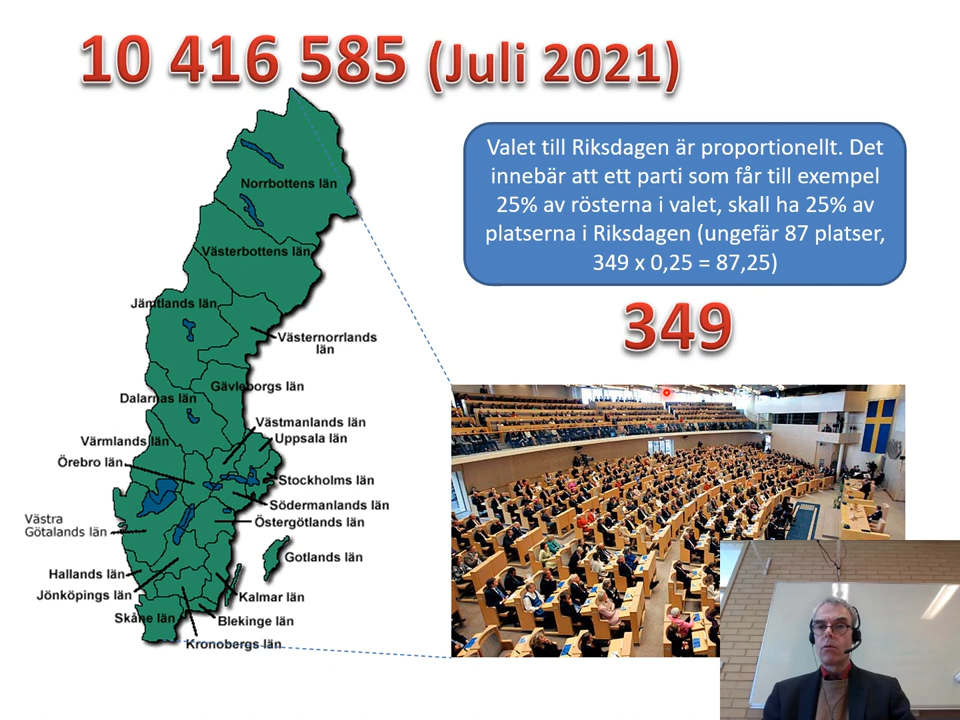 10 416 585 (Juli 2021)
Valet till Riksdagen är proportionellt. Det
innebär att ett parti som får till exempel
25% av rösterna i valet, skall ha 25% av
platserna i Riksdagen (ungefär 87 platser,
349 x 0,25 = 87,25)
349
Norrbottens län
Västerbottens län
Jämtlands län
Västernorrlands
län
Gävleborgs län
Dalarnas län
Västmanlands län
Uppsala län
Värmlands län
Örebro län
Stockholms län
Södermanlands län
Östergötlands län
Västra
Götalands län
Gotlands län
Hallands län
Jönköpings län
Kalmar län
Skåne län
Blekinge län
Kronobergs län